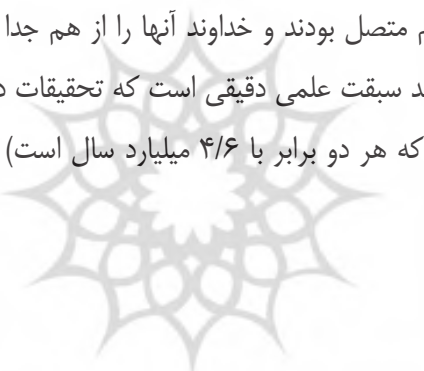 م متصل بودند و خداوند آنها را از هم جدا
د سبقت علمی دقیقی است که تحقیقات د
که هر دو برابر با ۴/۶ میلیارد سال است)